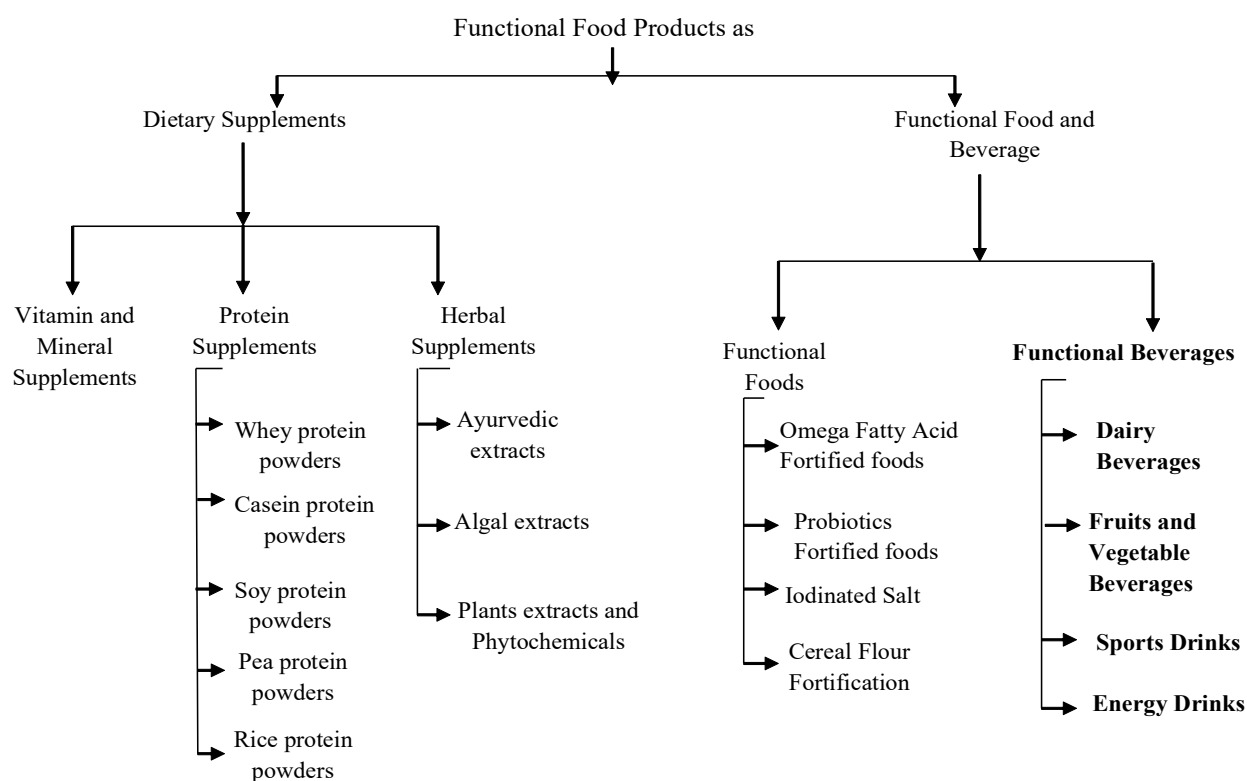 Functional Food Products as
Dietary Supplements
Functional Food and
Beverage
Vitamin and
Mineral
Supplements
Protein
Supplements
Whey protein
powders
Casein protein
powders
Soy protein
powders
Pea protein
powders
Rice protein
powders
Herbal
Supplements
Ayurvedic
extracts
Algal extracts
Plants extracts and
Phytochemicals
Functional
Foods
Omega Fatty Acid
Fortified foods
Probiotics
Fortified foods
Iodinated Salt
Cereal Flour
Fortification
Functional Beverages
Dairy
Beverages
Fruits and
Vegetable
Beverages
Sports Drinks
Energy Drinks